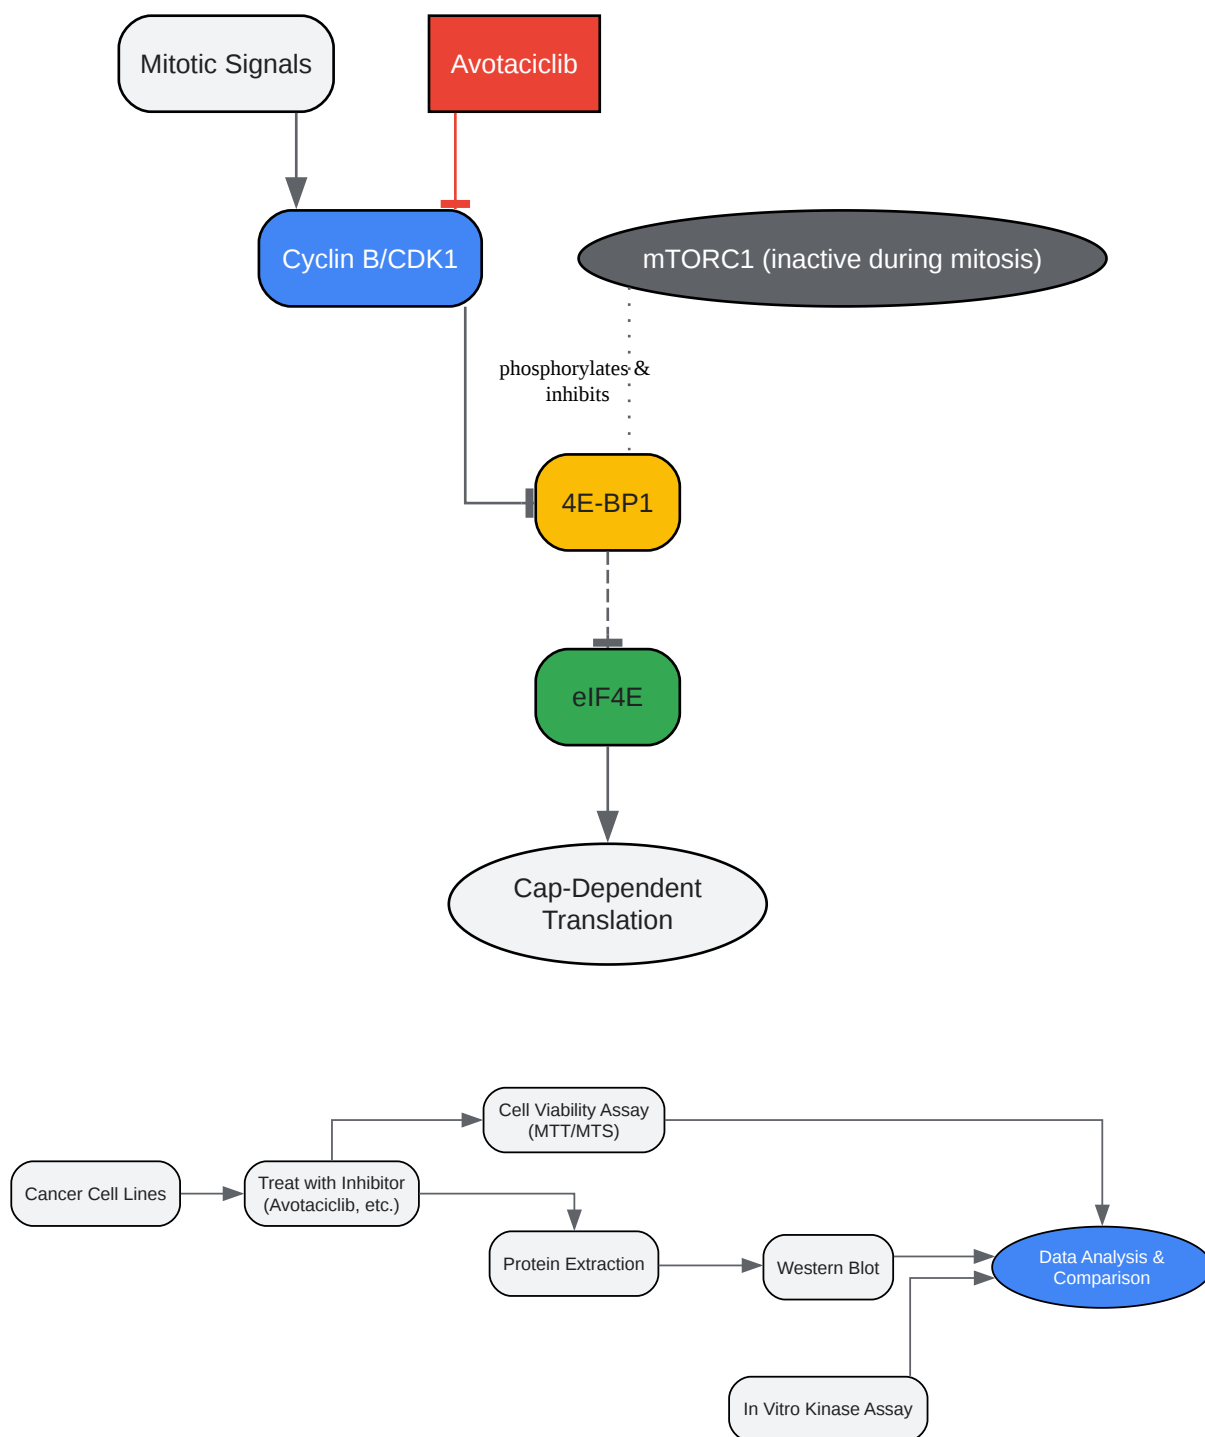 Mitotic Signals
Avotaciclib
Cyclin B/CDK1
mTORC1 (inactive during mitosis)
phosphorylates &
inhibits
4E-BP1
eIF4E
Cap-Dependent
Translation
Cell Viability Assay
(MTT/MTS)
Cancer Cell Lines
Treat with Inhibitor
(Avotaciclib, etc.)
Protein Extraction
Western Blot
Data Analysis &
Comparison
In Vitro Kinase Assay